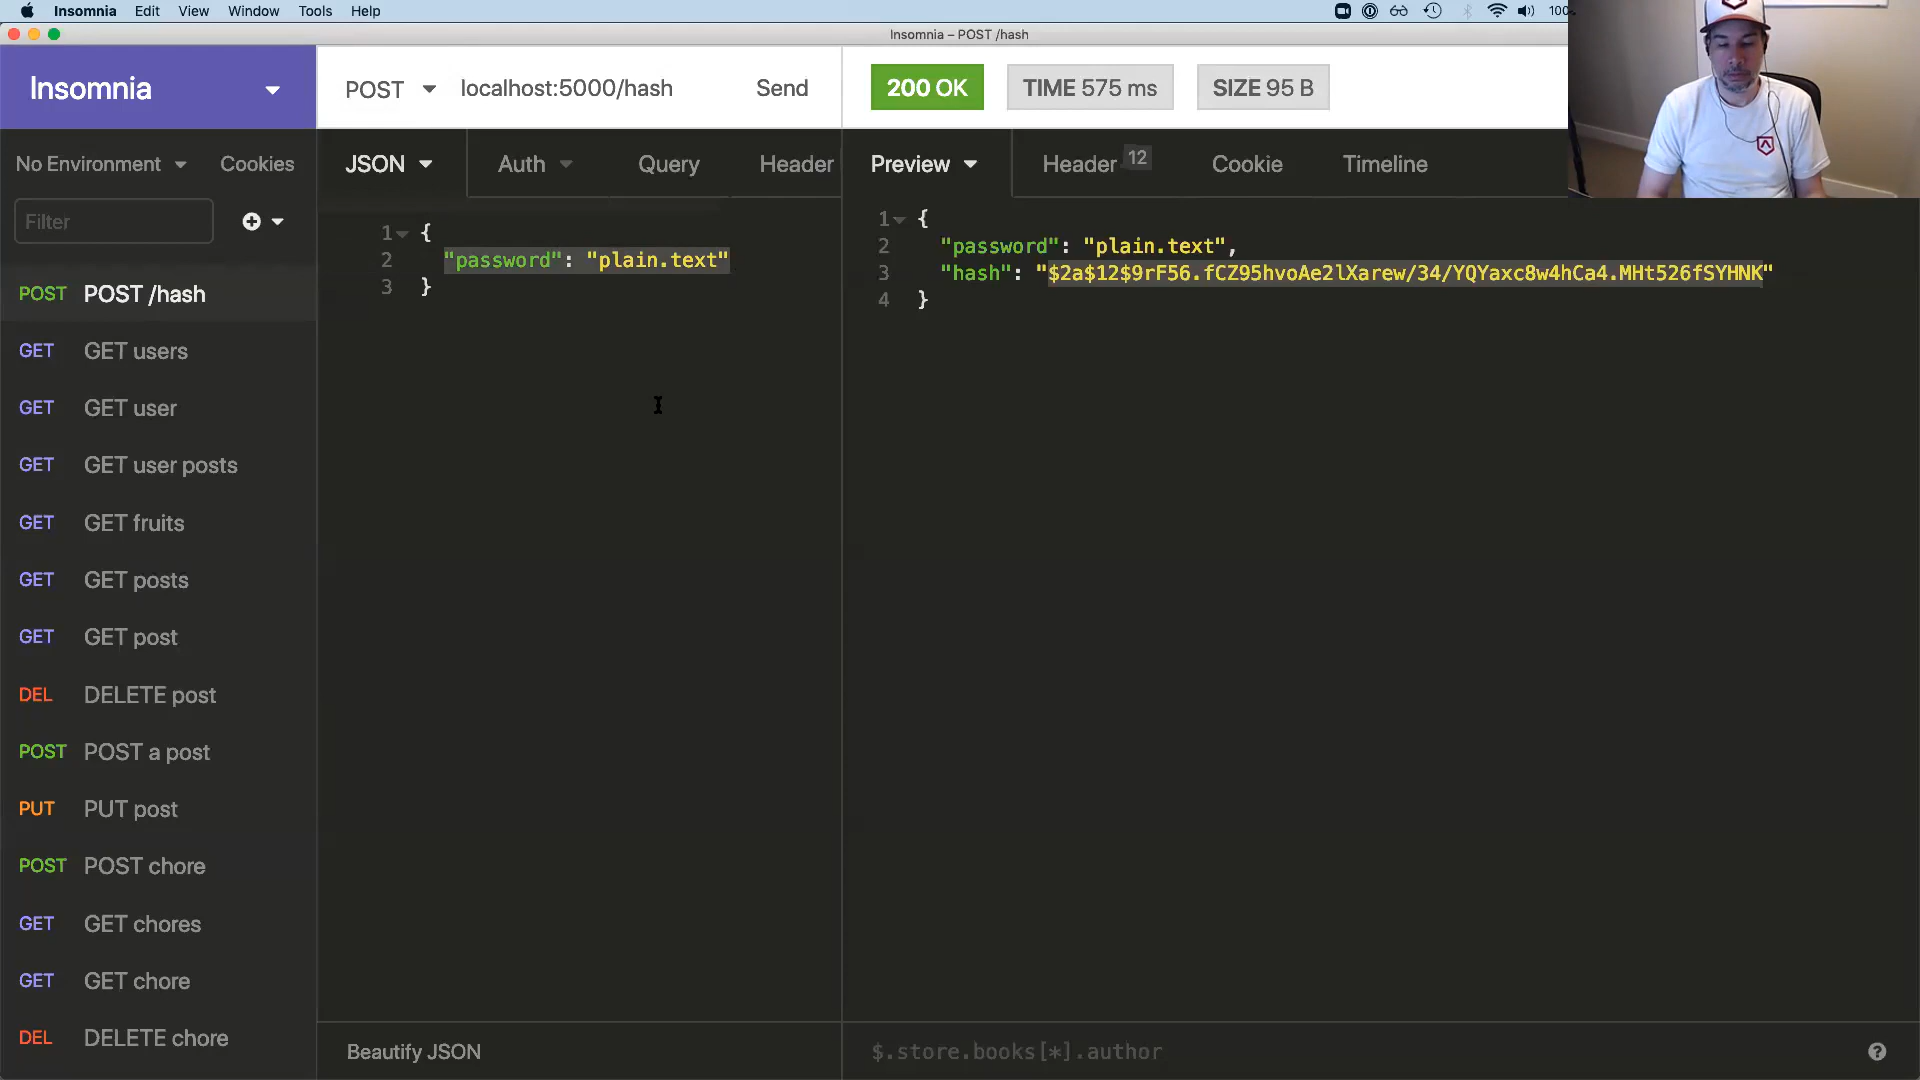 Insomnia Edit View Window Tools Help
Insomnia – POST /hash
Insomnia
POST localhost:5000/hash Send
200 OK TIME 575 ms SIZE 95 B
No Environment Cookies
JSON Auth Query Header
Preview Header 12 Cookie Timeline
Filter
1 {
2 "password": "plain.text"
3 }
1 {
2 "password": "plain.text",
3 "hash": "$2a$12$9rF56.fCZ95hvoAe2lXarew/34/YQYaxc8w4hCa4.MHt526fSYHNK"
4 }
POST POST /hash
GET GET users
GET GET user
GET GET user posts
GET GET fruits
GET GET posts
GET GET post
DEL DELETE post
POST POST a post
PUT PUT post
POST POST chore
GET GET chores
GET GET chore
DEL DELETE chore
Beautify JSON
$.store.books[*].author